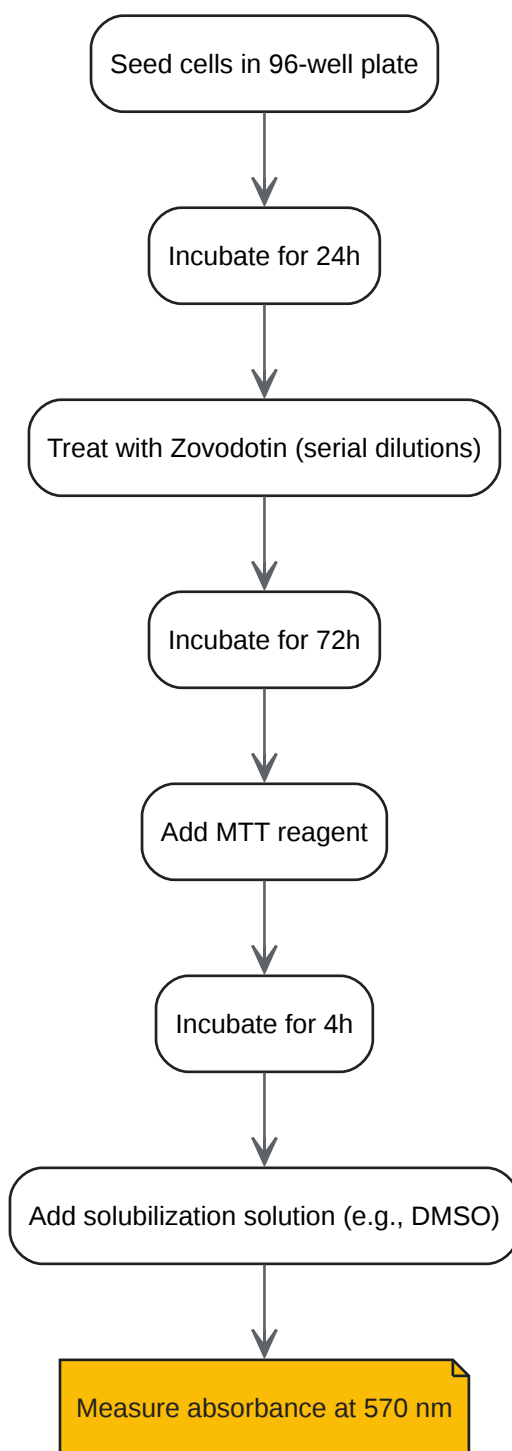 Seed cells in 96-well plate
Incubate for 24h
Treat with Zovodotin (serial dilutions)
Incubate for 72h
Add MTT reagent
Incubate for 4h
Add solubilization solution (e.g., DMSO)
Measure absorbance at 570 nm